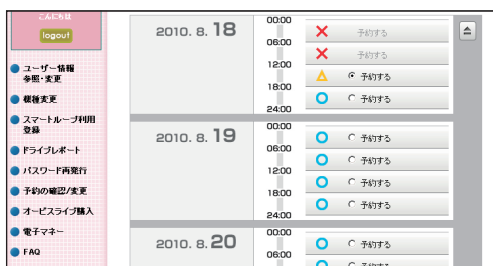 こんにちは
logout
ユーザー情報
参照・変更
機種変更
スマートループ利用
登録
ドライブレポート
パスワード再発行
予約の確認/変更
オービスライブ購入
電子マネー
FAQ
2010. 8. 18
00:00
06:00
12:00
18:00
24:00
予約する
予約する
予約する
予約する
2010. 8. 19
00:00
06:00
12:00
18:00
24:00
予約する
予約する
予約する
予約する
2010. 8. 20
00:00
06:00
予約する
予約する